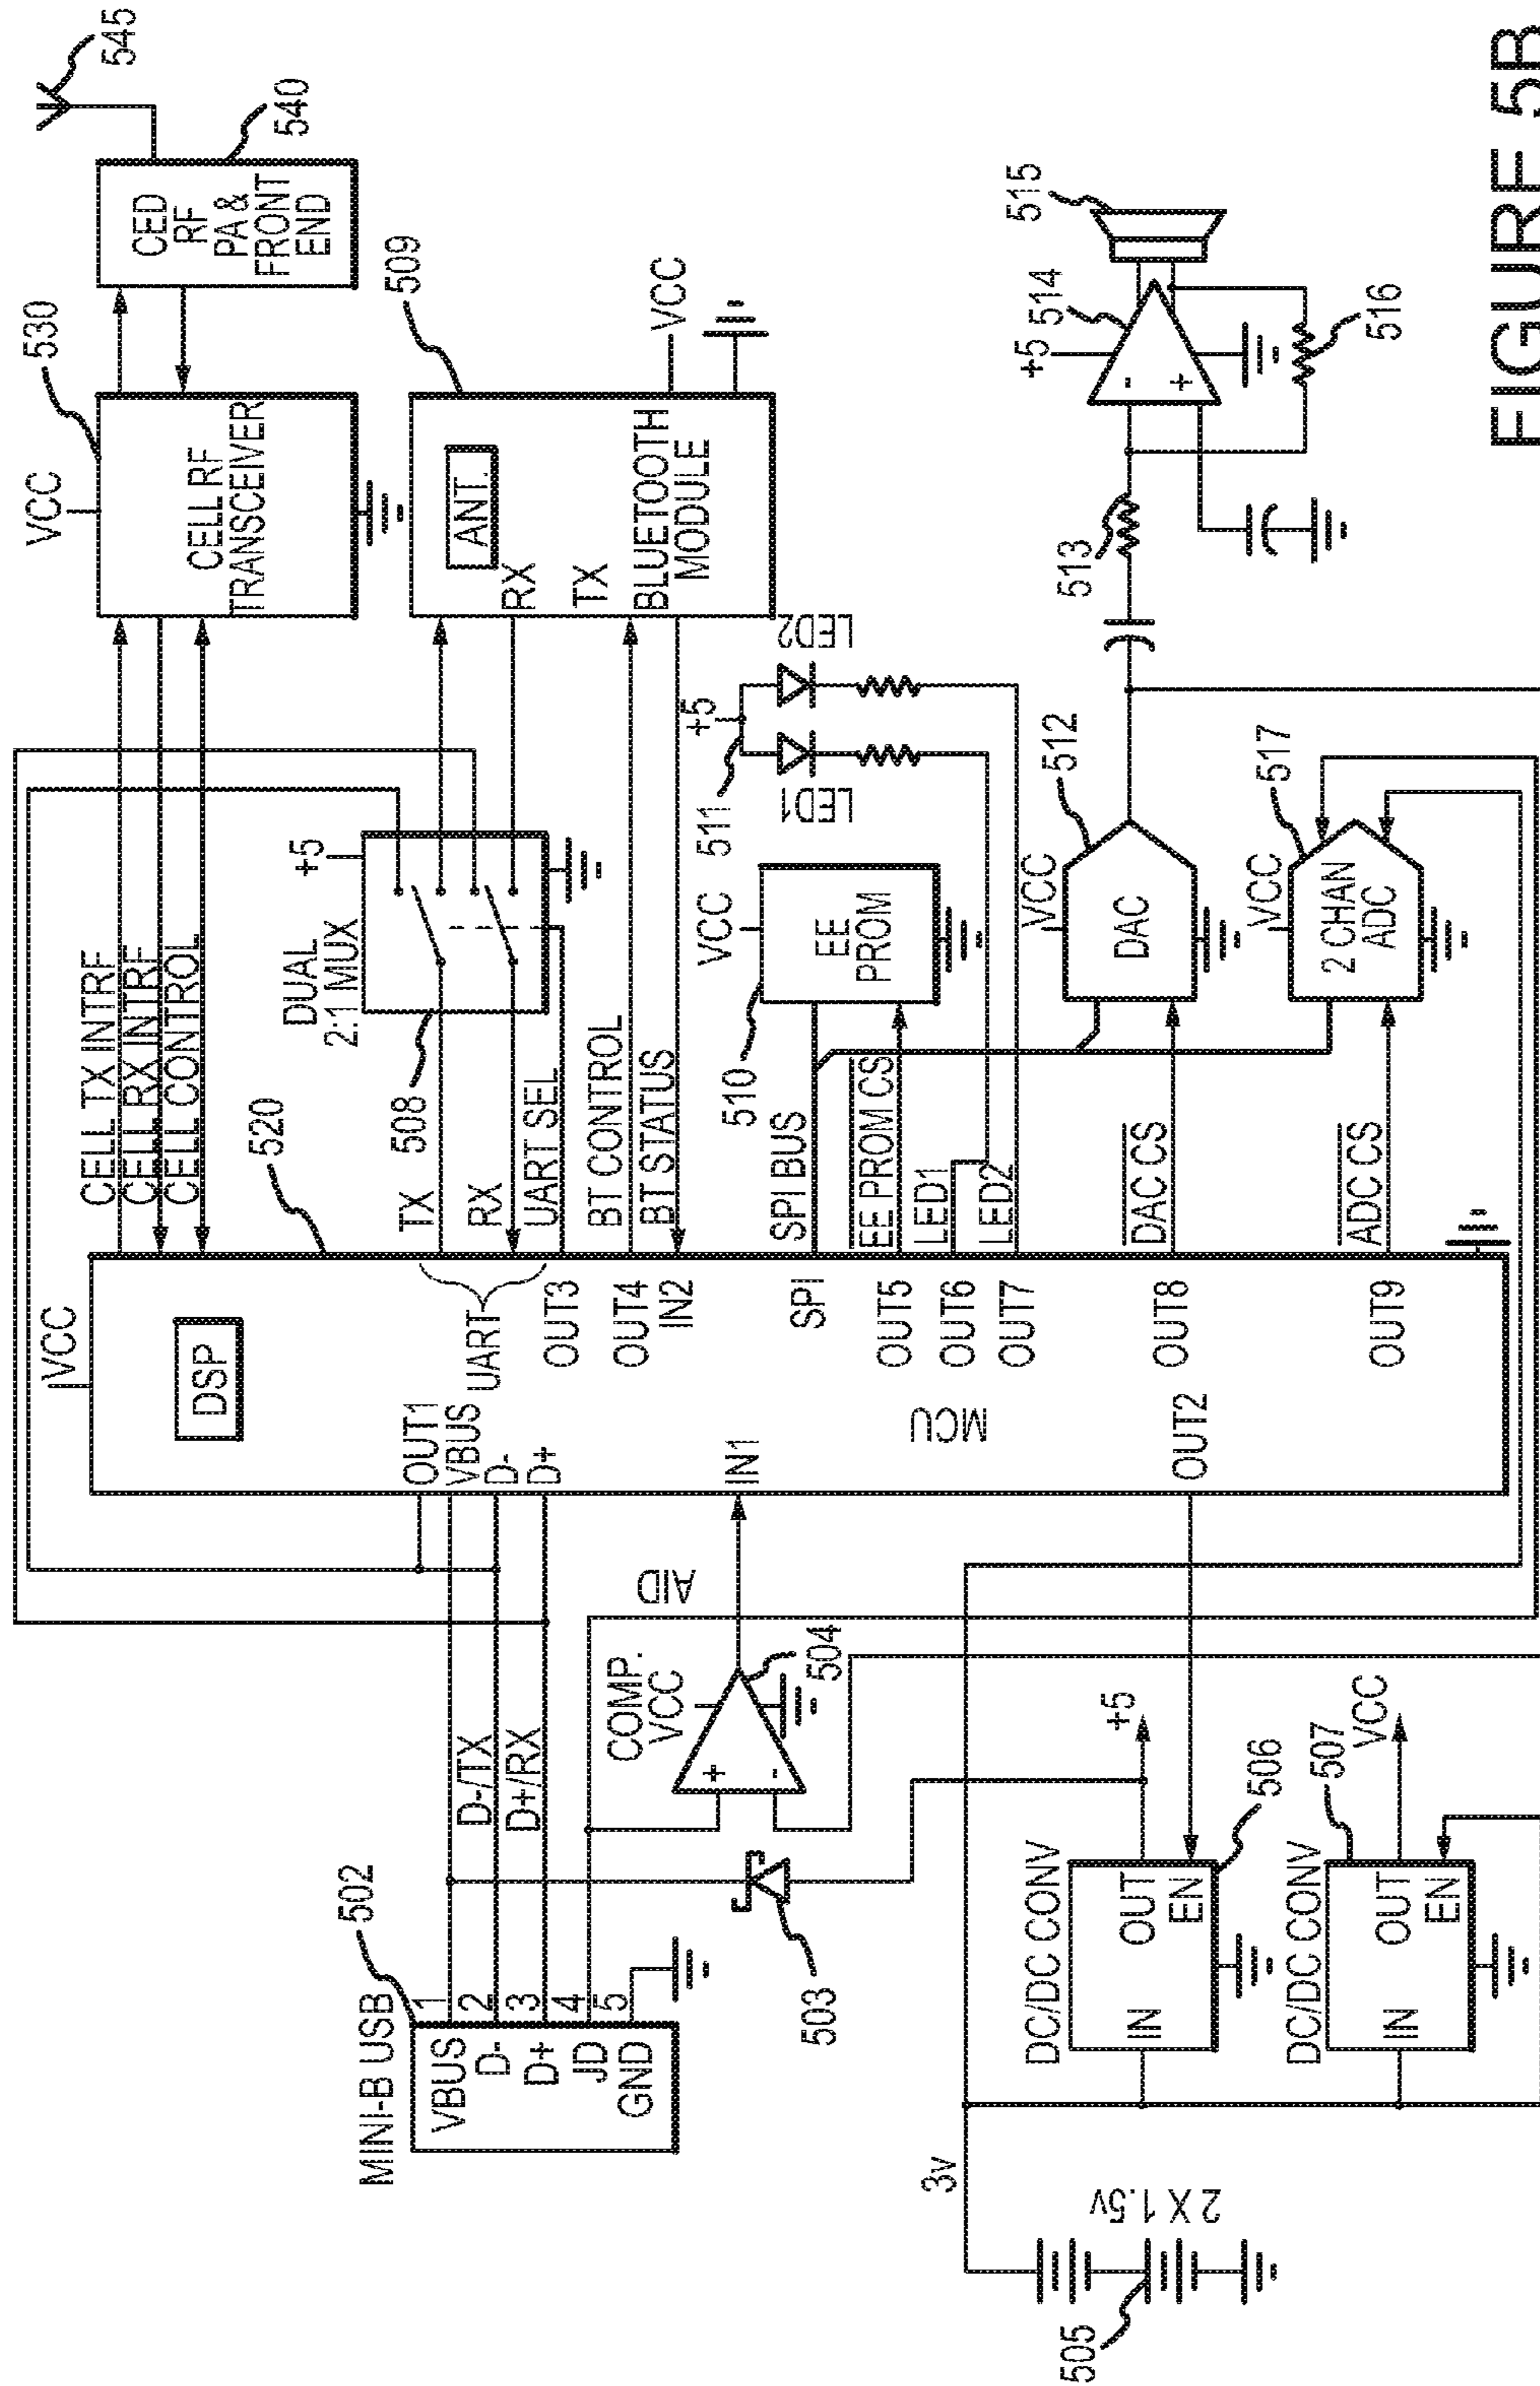 545
540
CED
RF
PA &
FRONT
END
530
VCC
CELL RF
TRANSCEIVER
509
ANT.
RX
TX
BLUETOOTH
MODULE
VCC
CELL TX INTRF
CELL RX INTRF
CELL CONTROL
520
DUAL
2:1 MUX
+5
508
TX
RX
UART SEL
BT CONTROL
BT STATUS
VCC
DSP
OUT1
VBUS
D-
D+
UART
OUT3
OUT4
IN2
IN1
MCU
SPI
OUT5
OUT6
OUT7
OUT2
OUT8
OUT9
SPI BUS
EE PROM CS
LED1
LED2
DAC CS
ADC CS
510
VCC
EE
PROM
511
+5
LED1
LED2
512
VCC
DAC
517
VCC
2 CHAN
ADC
513
+5
514
-
+
515
516
MINI-B USB
502
VBUS
D-
D+
JD
GND
1
2
3
4
5
D-/TX
D+/RX
AID
COMP.
VCC
+
-
504
503
3v
2 X 1.5v
505
DC/DC CONV
IN
OUT
EN
+5
506
DC/DC CONV
IN
OUT
EN
507
VCC
FIGURE 5B